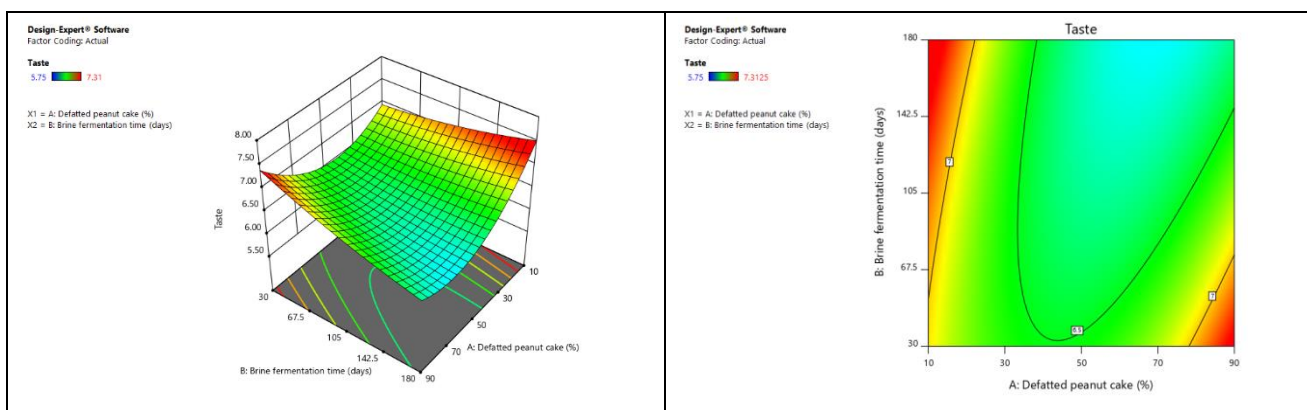 Design-Expert® Software
Factor Coding: Actual
Taste
5.75 7.31
X1 = A: Defatted peanut cake (%)
X2 = B: Brine fermentation time (days)
8.00
7.50
7.00
6.50
6.00
5.50
Taste
30
67.5
105
142.5
180
B: Brine fermentation time (days)
10
30
50
70
90
A: Defatted peanut cake (%)
Design-Expert® Software
Factor Coding: Actual
Taste
5.75 7.3125
X1 = A: Defatted peanut cake (%)
X2 = B: Brine fermentation time (days)
Taste
180
142.5
105
67.5
30
B: Brine fermentation time (days)
7
6.5
7
10 30 50 70 90
A: Defatted peanut cake (%)